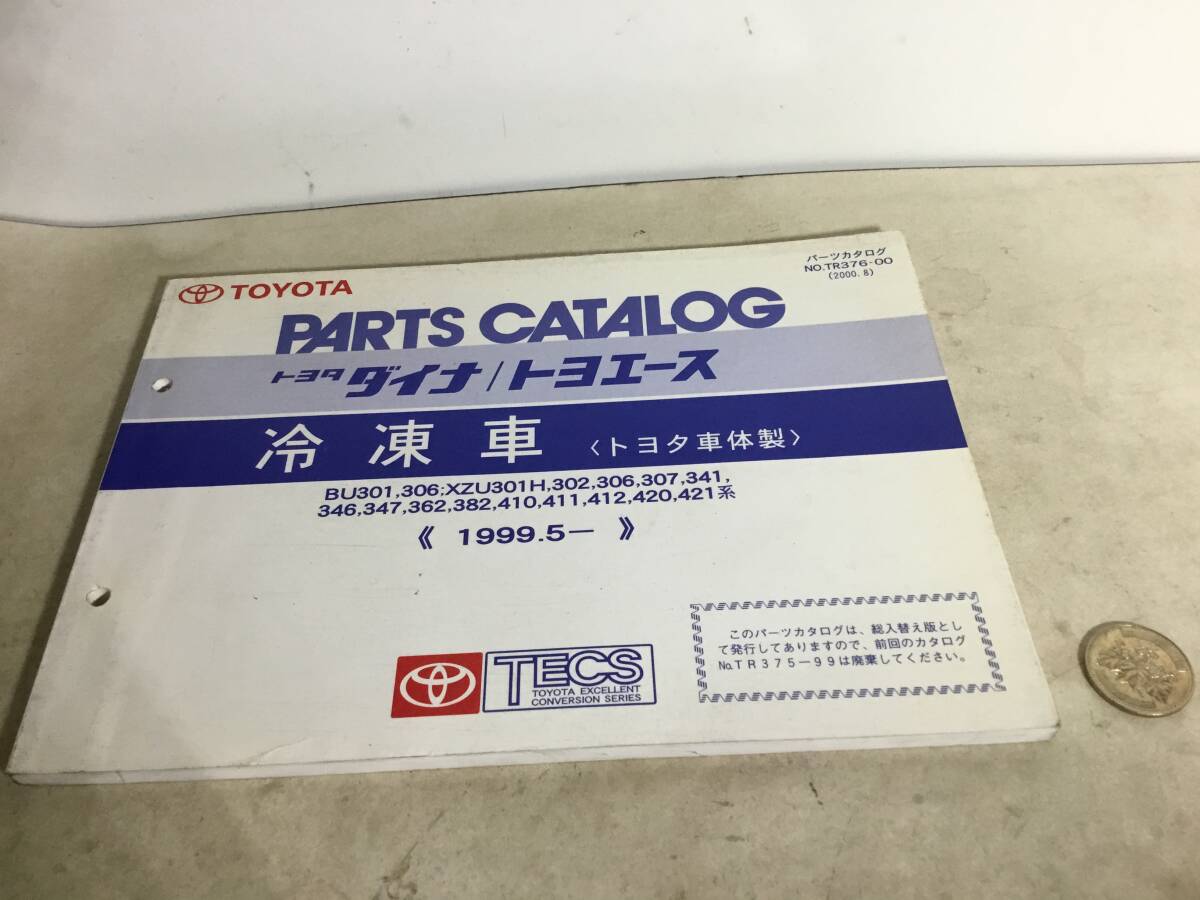 TOYOTA
パーツカタログ
NO.TR376-00
(2000.8)
PARTS CATALOG
トヨタ ダイナ/トヨエース
冷凍車 〈トヨタ車体製〉
BU301,306;XZU301H,302,306,307,341,
346,347,362,382,410,411,412,420,421系
《 1999.5ー 》
このパーツカタログは、総入替え版とし
て発行してありますので、前回のカタログ
No.TR375ー99は廃棄してください。
TECS
TOYOTA EXCELLENT
CONVERSION SERIES